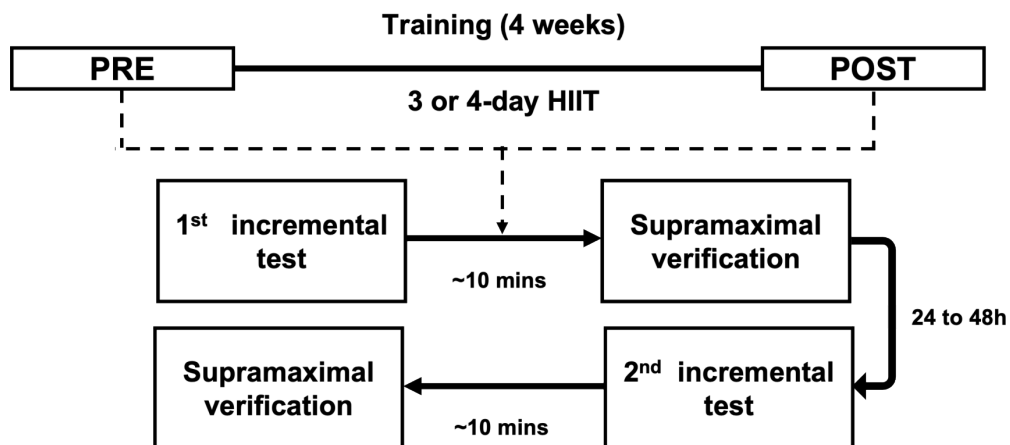 Training (4 weeks)
PRE
POST
3 or 4-day HIIT
1st incremental
test
~10 mins
Supramaximal
verification
24 to 48h
2nd incremental
test
~10 mins
Supramaximal
verification